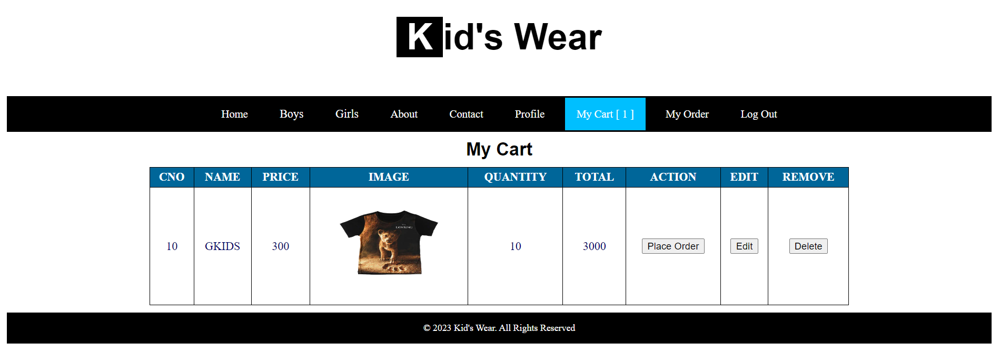 Kid's Wear
Home Boys Girls About Contact Profile My Cart [ 1 ] My Order Log Out
My Cart
CNO NAME PRICE IMAGE QUANTITY TOTAL ACTION EDIT REMOVE
THE LION KING
10 GKIDS 300 10 3000 Place Order Edit Delete
© 2023 Kid's Wear. All Rights Reserved